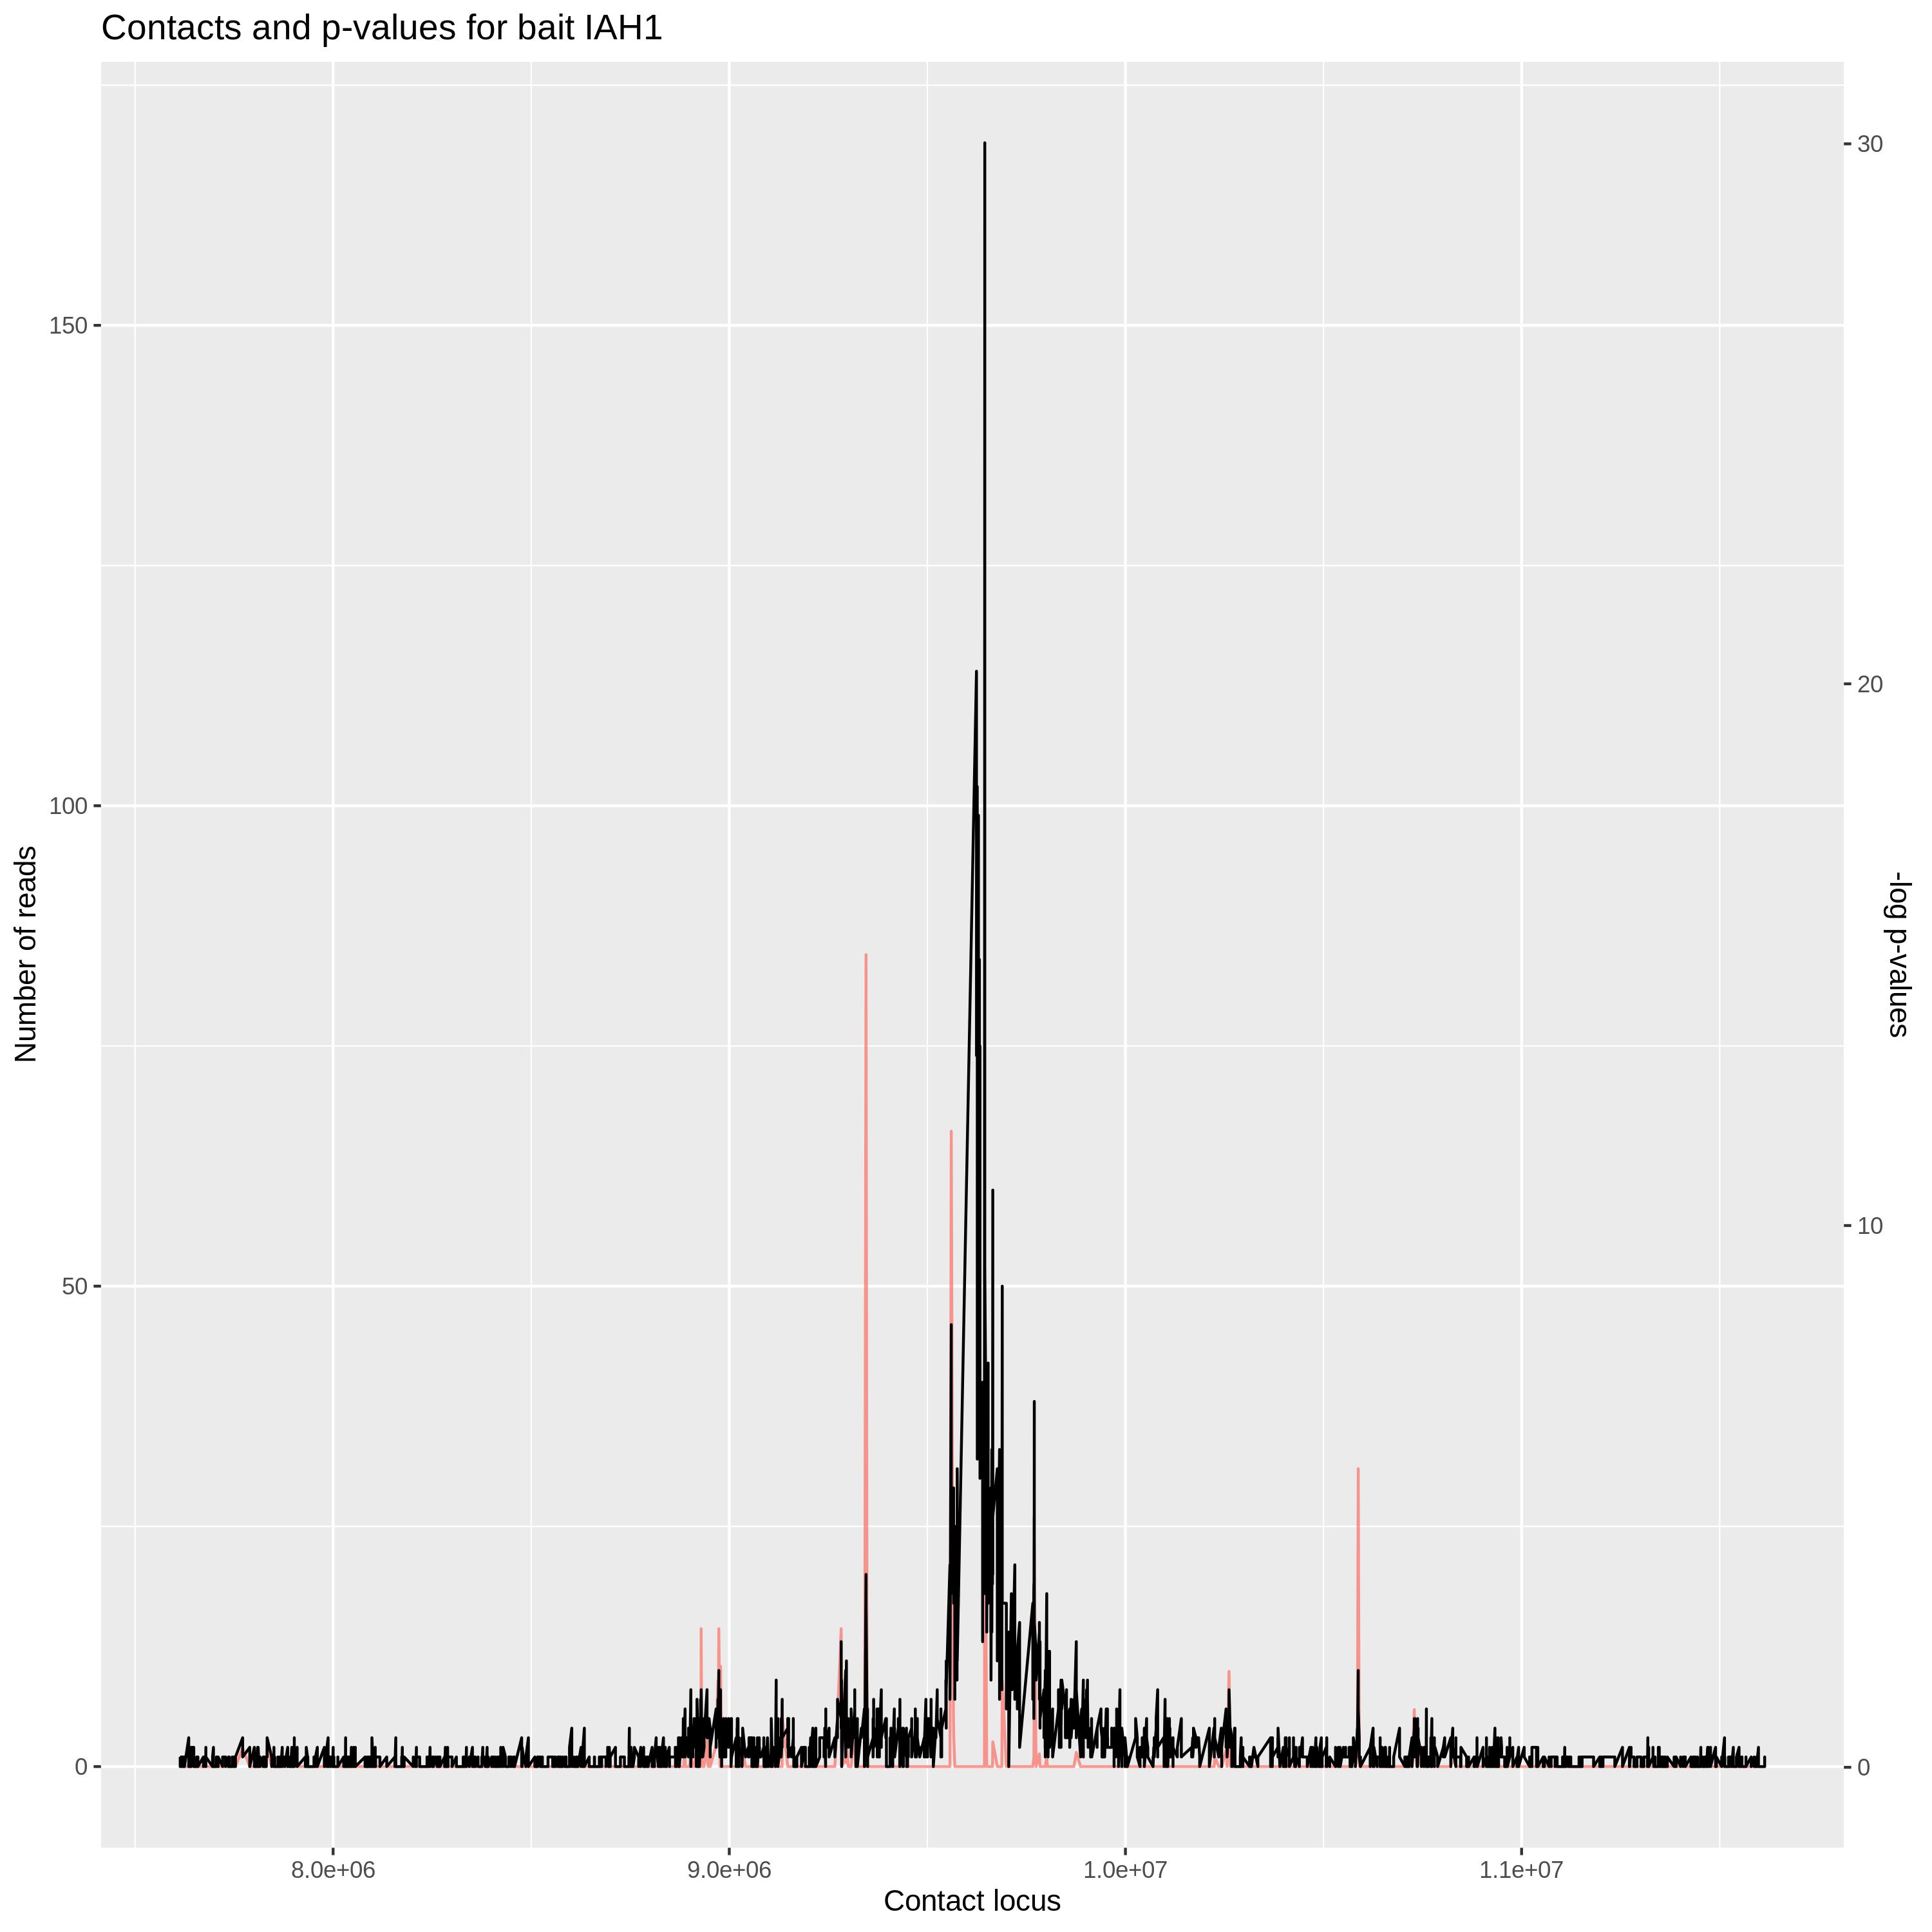 Contacts and p-values for bait IAH1
30
150
20
100
Number of reads
-log p-values
10
50
0
0
8.0e+06
9.0e+06
1.0e+07
1.1e+07
Contact locus